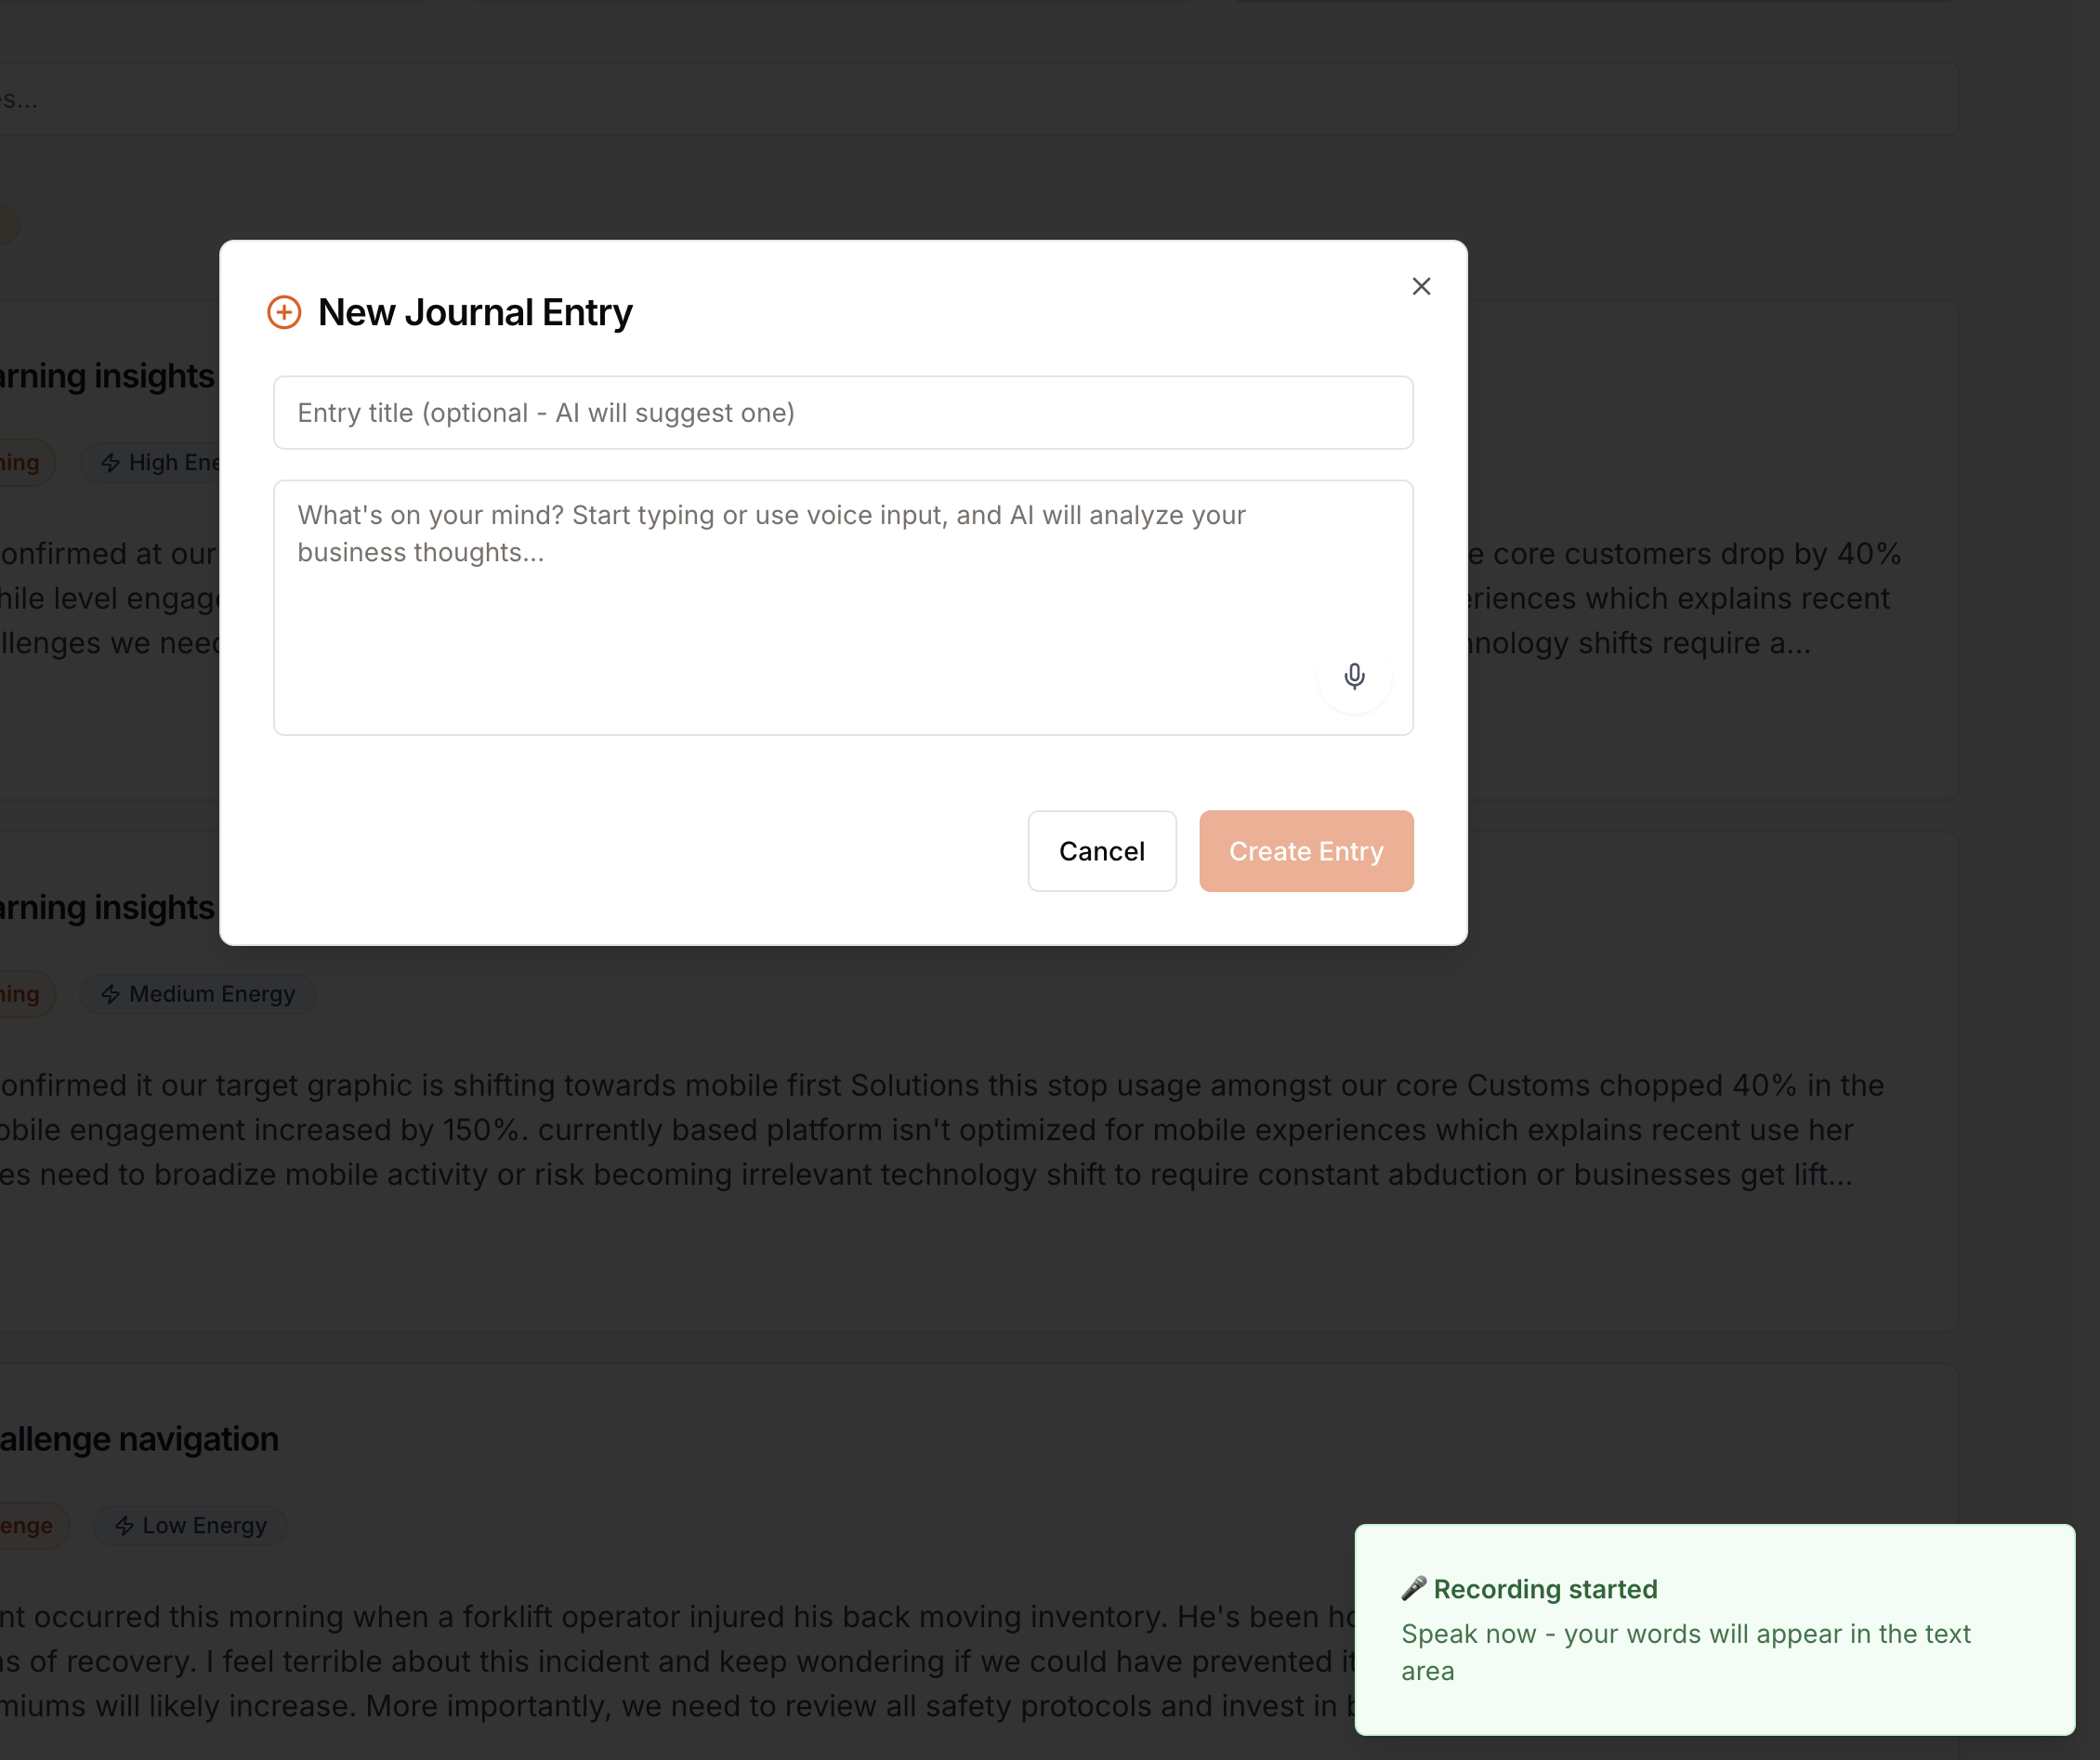 es...
New Journal Entry
Entry title (optional - AI will suggest one)
arning insights
ning High Ene
What's on your mind? Start typing or use voice input, and AI will analyze your
business thoughts...
onfirmed at our e core customers drop by 40%
hile level engage eriences which explains recent
llenges we need hnology shifts require a...
Cancel Create Entry
arning insights
ning Medium Energy
onfirmed it our target graphic is shifting towards mobile first Solutions this stop usage amongst our core Customs chopped 40% in the
obile engagement increased by 150%. currently based platform isn't optimized for mobile experiences which explains recent use her
es need to broadize mobile activity or risk becoming irrelevant technology shift to require constant abduction or businesses get lift...
allenge navigation
enge Low Energy
nt occurred this morning when a forklift operator injured his back moving inventory. He's been ho
ns of recovery. I feel terrible about this incident and keep wondering if we could have prevented it
miums will likely increase. More importantly, we need to review all safety protocols and invest in b
🎤 Recording started
Speak now - your words will appear in the text
area